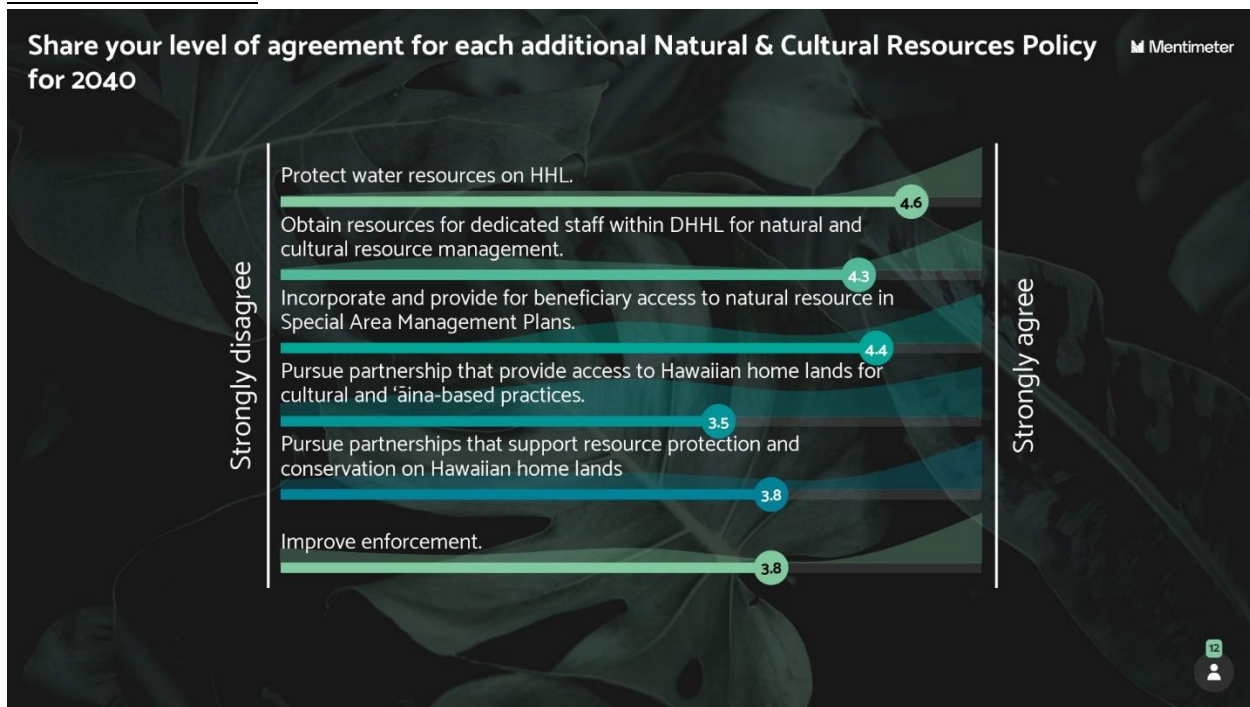 Share your level of agreement for each additional Natural & Cultural Resources Policy
for 2040
Mentimeter
Strongly disagree
Protect water resources on HHL.
4.6
Obtain resources for dedicated staff within DHHL for natural and
cultural resource management.
4.3
Incorporate and provide for beneficiary access to natural resource in
Special Area Management Plans.
4.4
Pursue partnership that provide access to Hawaiian home lands for
cultural and ʻāina-based practices.
3.5
Pursue partnerships that support resource protection and
conservation on Hawaiian home lands
3.8
Improve enforcement.
3.8
Strongly agree
12